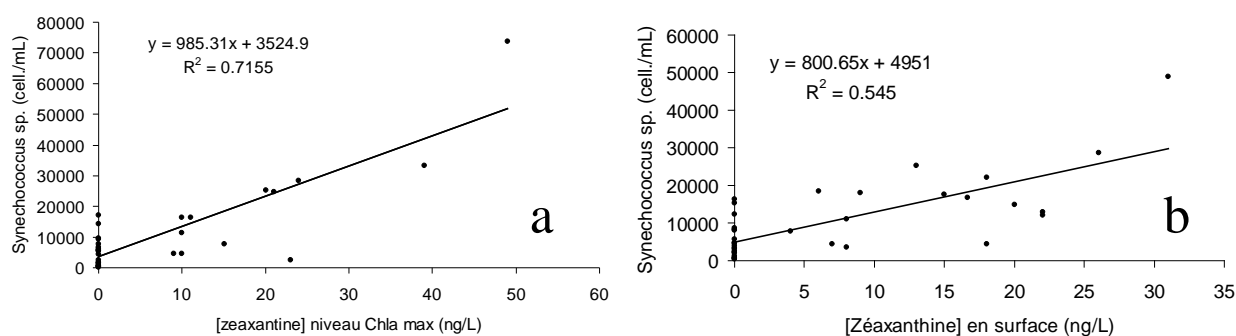 Synechococcus sp. (cell./mL)
80000
70000
60000
50000
40000
30000
20000
10000
0
y = 985.31x + 3524.9
R² = 0.7155
a
0 10 20 30 40 50 60
[zeaxantine] niveau Chla max (ng/L)
Synechococcus sp. (cell./mL)
60000
50000
40000
30000
20000
10000
0
y = 800.65x + 4951
R² = 0.545
b
0 5 10 15 20 25 30 35
[Zéaxanthine] en surface (ng/L)